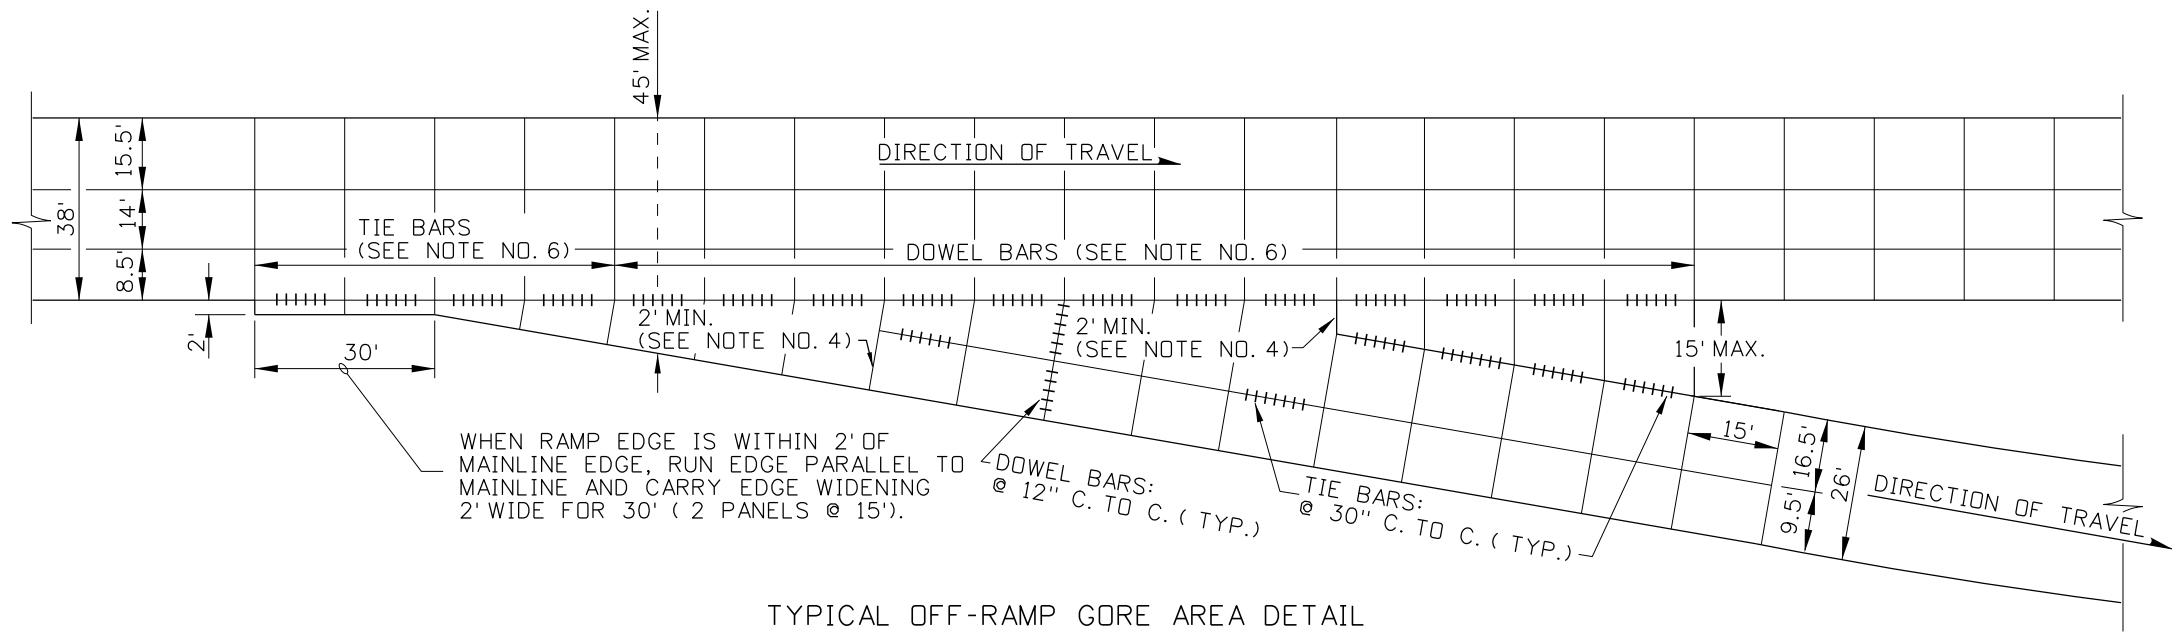 45' MAX.
DIRECTION OF TRAVEL
15.5'
14'
38'
8.5'
TIE BARS
(SEE NOTE NO. 6)
DOWEL BARS (SEE NOTE NO. 6)
2'
30'
2' MIN.
(SEE NOTE NO. 4)
2' MIN.
(SEE NOTE NO. 4)
15' MAX.
WHEN RAMP EDGE IS WITHIN 2' OF
MAINLINE EDGE, RUN EDGE PARALLEL TO
MAINLINE AND CARRY EDGE WIDENING
2' WIDE FOR 30' ( 2 PANELS @ 15').
DOWEL BARS:
@ 12" C. TO C. ( TYP.)
TIE BARS:
@ 30" C. TO C. ( TYP.)
15'
16.5'
9.5'
26'
DIRECTION OF TRAVEL
TYPICAL OFF-RAMP GORE AREA DETAIL